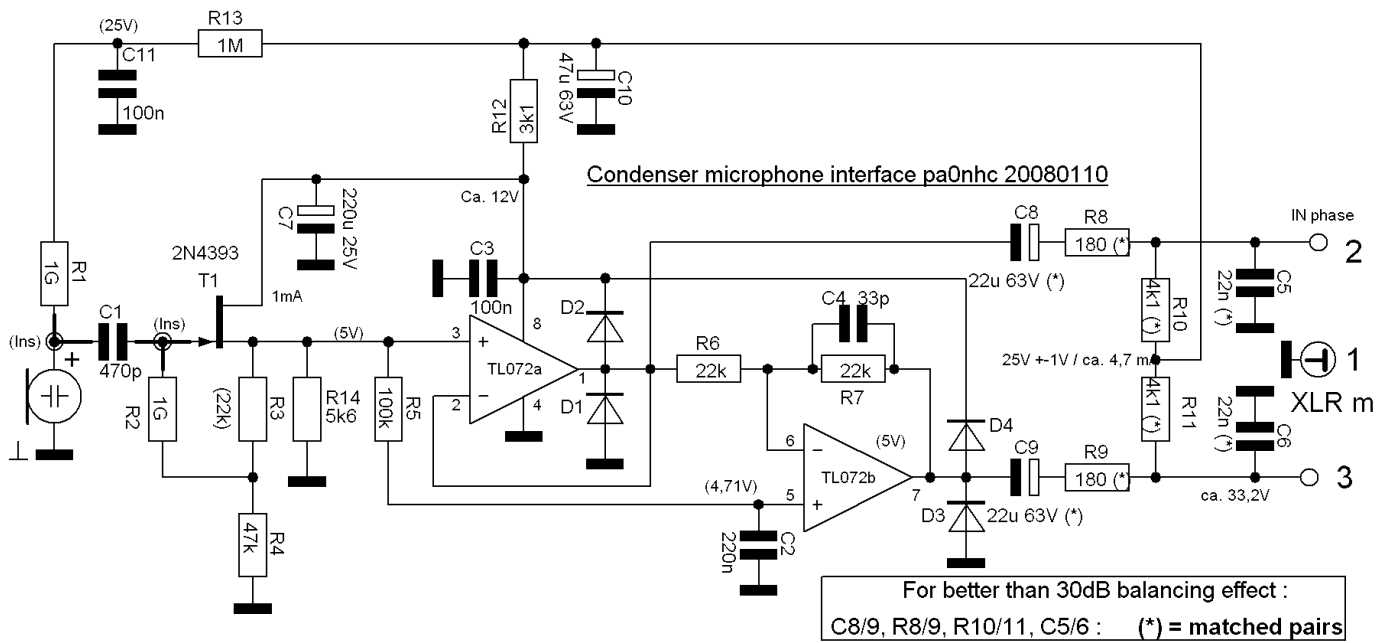 R13
(25V)
1M
C11
100n
47u 63V
C10
R12
3k1
Condenser microphone interface pa0nhc 20080110
Ca. 12V
220u 25V
C7
2N4393
T1
1mA
R1
1G
C3
100n
C8
22u 63V (*)
R8
180 (*)
IN phase
2
C5
22n (*)
R10
4k1 (*)
(Ins)
C1
470p
(Ins)
(5V)
3
+
8
TL072a
1
2
−
4
D2
D1
R6
22k
C4 33p
22k
R7
25V +-1V / ca. 4,7 m
1
XLR m
+
R2
1G
R3
(22k)
R14
5k6
R5
100k
4k1 (*)
R11
22n (*)
C6
6
−
(5V)
TL072b
5
+
7
D4
D3
C9
22u 63V (*)
R9
180 (*)
3
ca. 33,2V
(4,71V)
C2
220n
R4
47k
For better than 30dB balancing effect :
C8/9, R8/9, R10/11, C5/6 : (*) = matched pairs